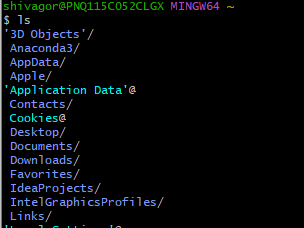 shivagor@PNQ115C052CLGX MINGW64 ~
$ ls
'3D Objects'/
Anaconda3/
AppData/
Apple/
'Application Data'@
Contacts/
Cookies@
Desktop/
Documents/
Downloads/
Favorites/
IdeaProjects/
IntelGraphicsProfiles/
Links/